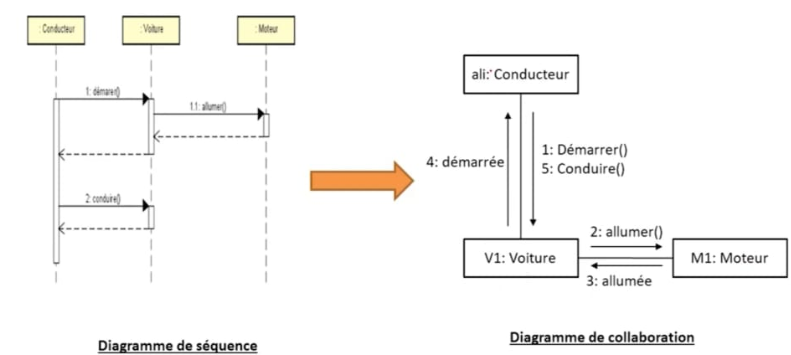 : Conducteur
: Voiture
: Moteur
1: démarer()
1.1: allumer()
2: conduire()
Diagramme de séquence
ali: Conducteur
4: démarrée
1: Démarrer()
5: Conduire()
2: allumer()
V1: Voiture
M1: Moteur
3: allumée
Diagramme de collaboration